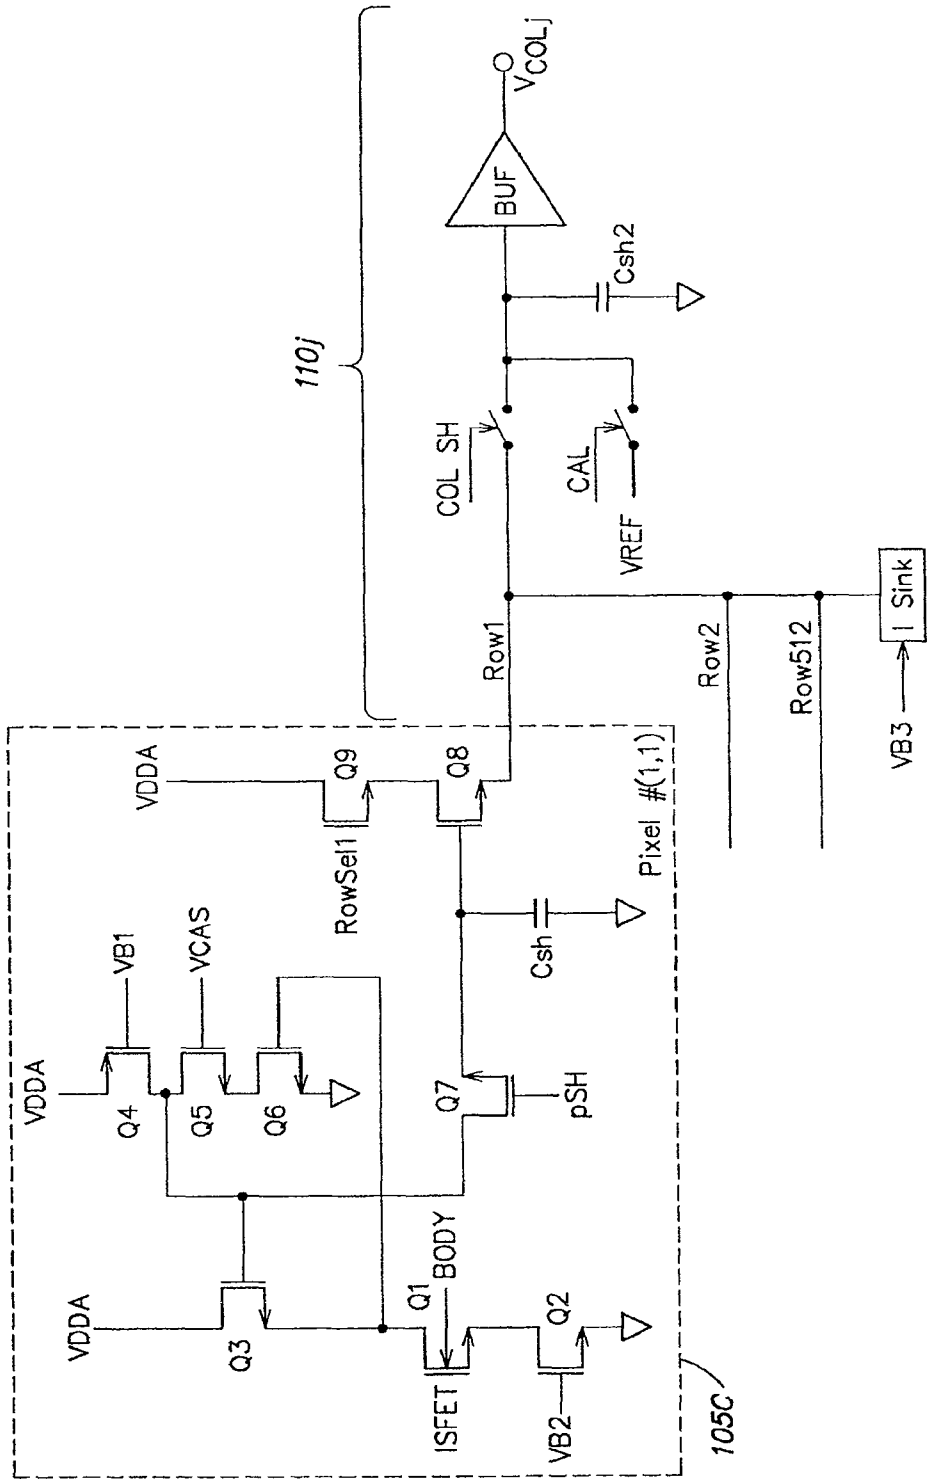 110j
VDDA
Q3
VDDA
Q4
VB1
Q5
VCAS
Q6
VDDA
Q9
RowSel1
Q8
Q7
pSH
Csh
Q1
BODY
ISFET
Q2
VB2
Pixel #(1,1)
105C
Row1
Row2
Row512
VB3
I Sink
COL SH
CAL
VREF
Csh2
BUF
VCOLj